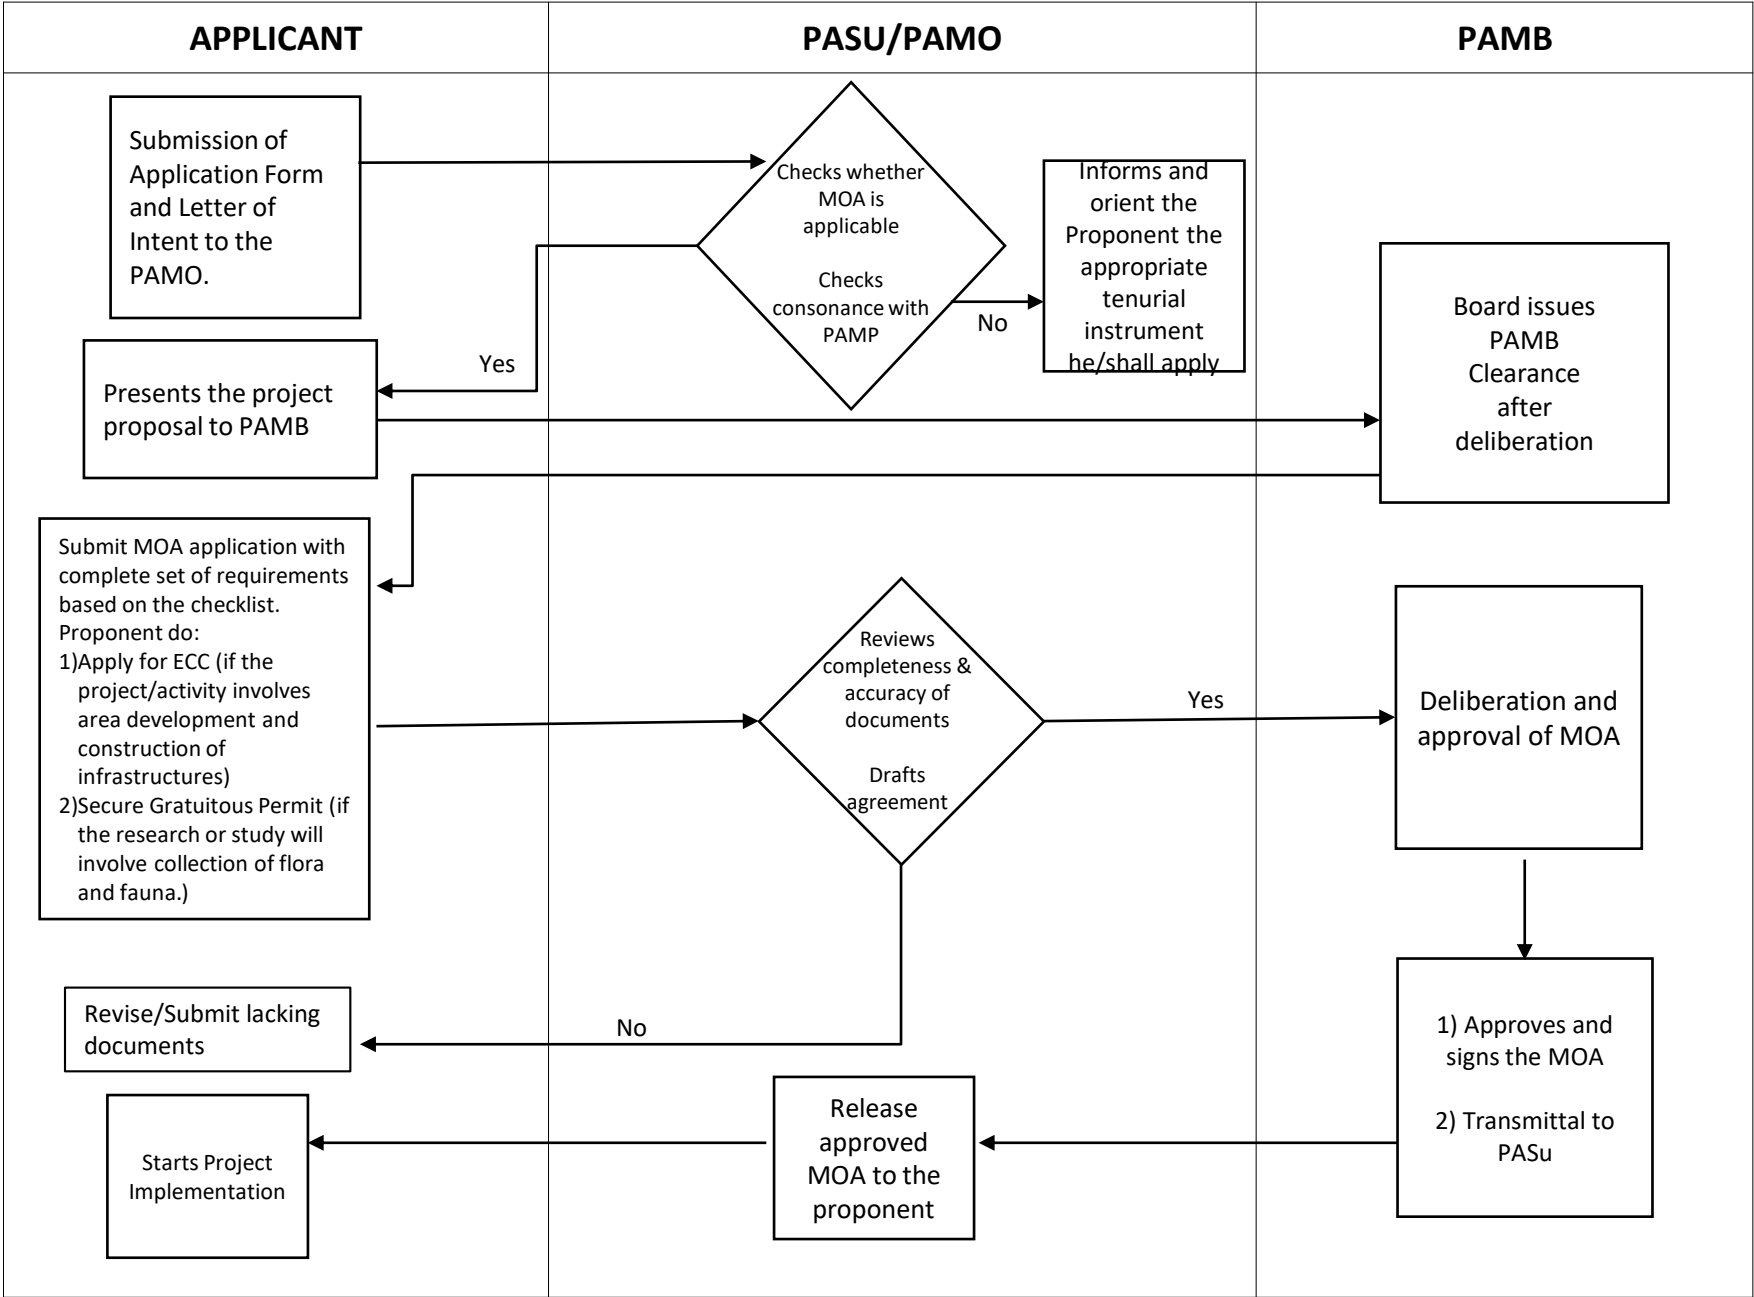 APPLICANT
PASU/PAMO
PAMB
Submission of
Application Form
and Letter of
Intent to the
PAMO.
Checks whether
MOA is
applicable
Checks
consonance with
PAMP
No
Informs and
orient the
Proponent the
appropriate
tenurial
instrument
he/shall apply
Yes
Presents the project
proposal to PAMB
Board issues
PAMB
Clearance
after
deliberation
Submit MOA application with
complete set of requirements
based on the checklist.
Proponent do:
1)Apply for ECC (if the
project/activity involves
area development and
construction of
infrastructures)
2)Secure Gratuitous Permit (if
the research or study will
involve collection of flora
and fauna.)
Reviews
completeness &
accuracy of
documents
Drafts
agreement
Yes
Deliberation and
approval of MOA
No
Revise/Submit lacking
documents
1) Approves and
signs the MOA
2) Transmittal to
PASu
Release
approved
MOA to the
proponent
Starts Project
Implementation